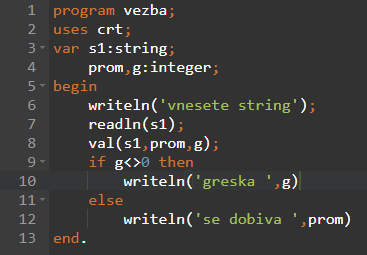 1 program vezba;
2 uses crt;
3 var s1:string;
4 prom,g:integer;
5 begin
6 writeln('vnesete string');
7 readln(s1);
8 val(s1,prom,g);
9 if g<>0 then
10 writeln('greska ',g)
11 else
12 writeln('se dobiva ',prom)
13 end.